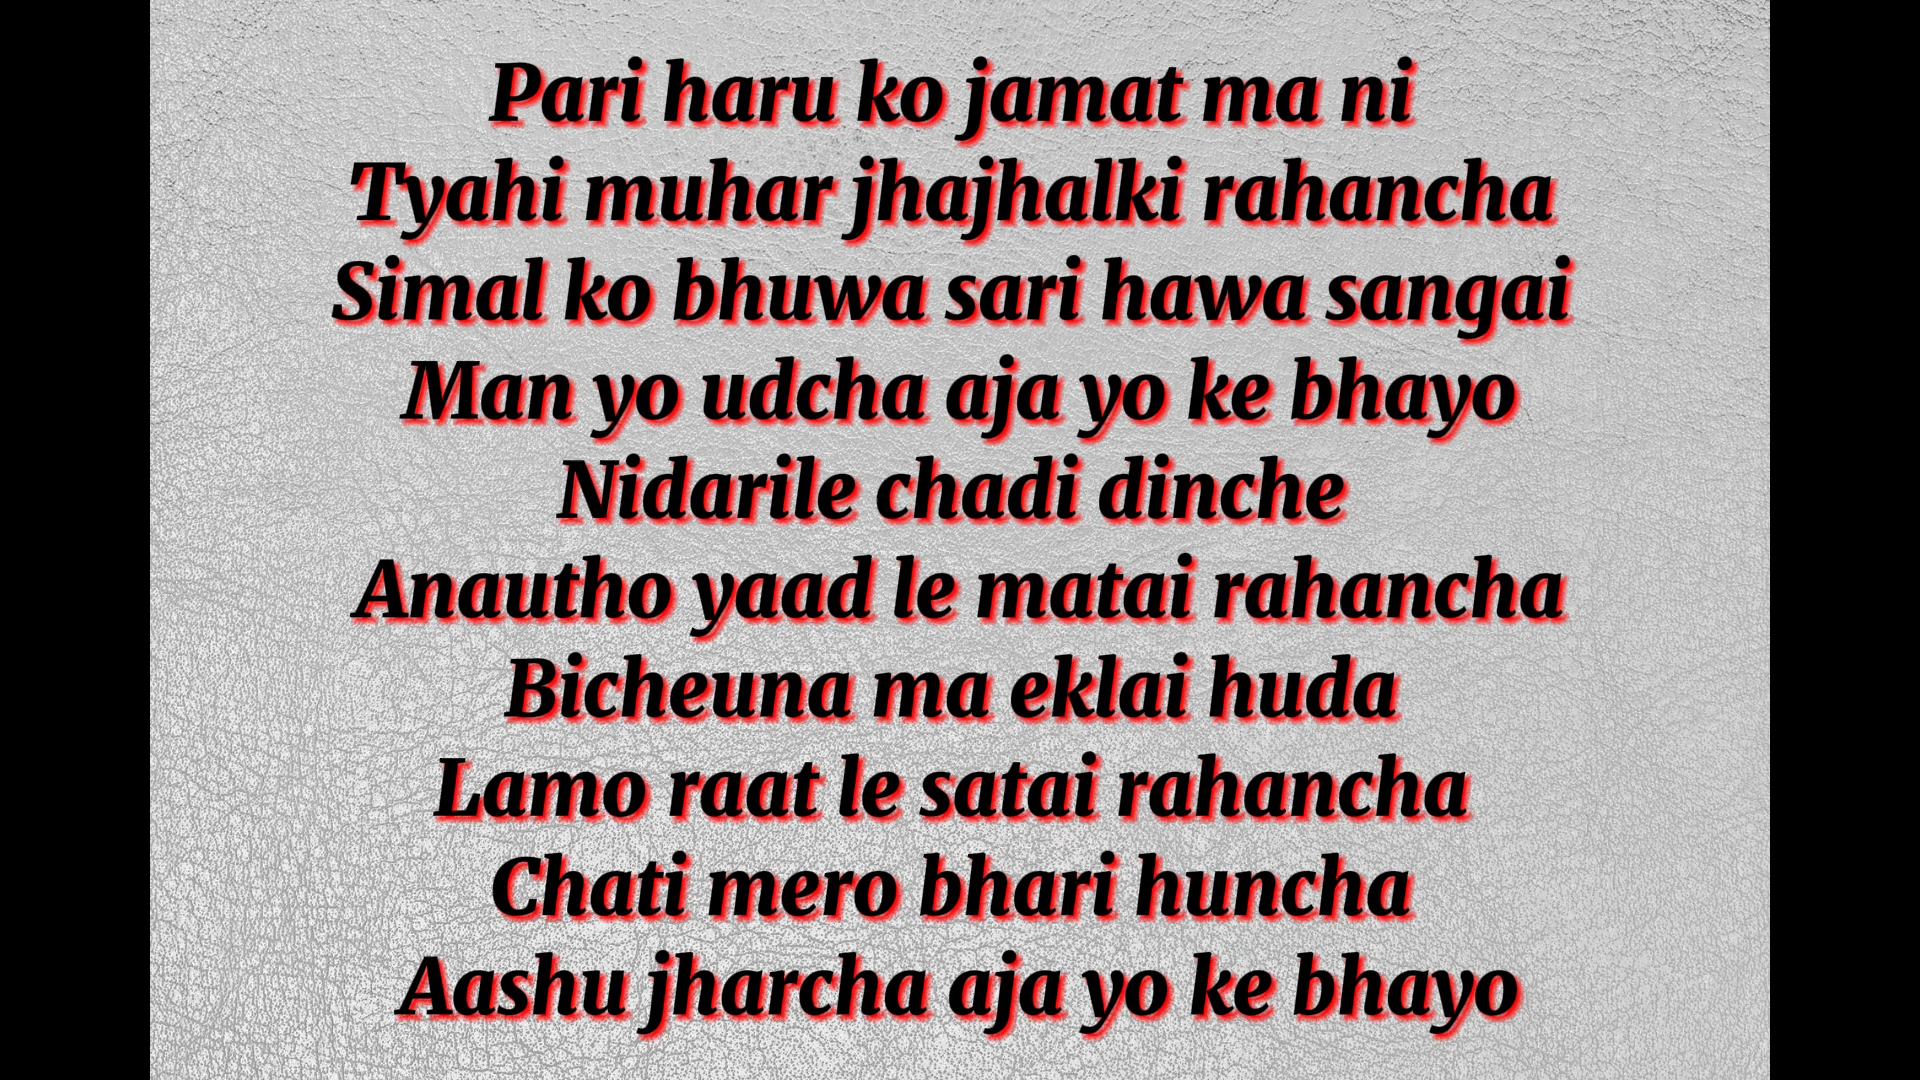 Pari haru ko jamat ma ni
Tyahi muhar jhajhalki rahancha
Simal ko bhuwa sari hawa sangai
Man yo udcha aja yo ke bhayo
Nidarile chadi dinche
Anautho yaad le matai rahancha
Bicheuna ma eklai huda
Lamo raat le satai rahancha
Chati mero bhari huncha
Aashu jharcha aja yo ke bhayo